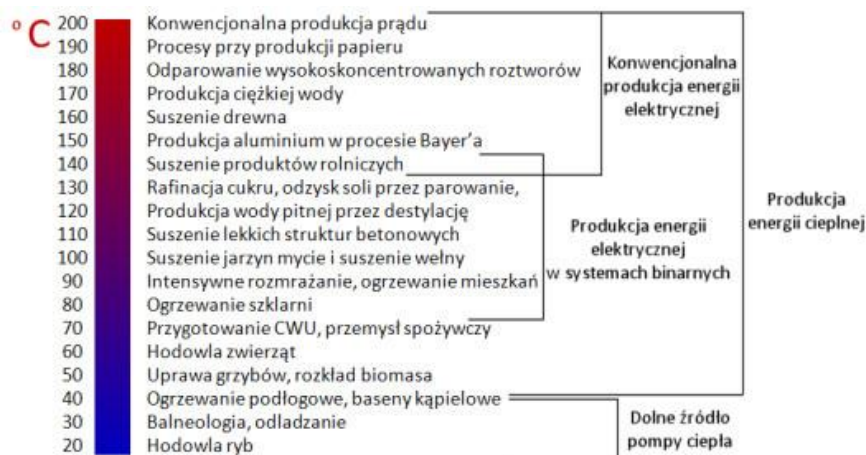 ° C
200 Konwencjonalna produkcja prądu
190 Procesy przy produkcji papieru
180 Odparowanie wysokoskoncentrowanych roztworów
170 Produkcja ciężkiej wody
160 Suszenie drewna
150 Produkcja aluminium w procesie Bayer’a
140 Suszenie produktów rolniczych
130 Rafinacja cukru, odzysk soli przez parowanie,
120 Produkcja wody pitnej przez destylację
110 Suszenie lekkich struktur betonowych
100 Suszenie jarzyn mycie i suszenie wełny
90 Intensywne rozmrażanie, ogrzewanie mieszkań
80 Ogrzewanie szklarni
70 Przygotowanie CWU, przemysł spożywczy
60 Hodowla zwierząt
50 Uprawa grzybów, rozkład biomasa
40 Ogrzewanie podłogowe, baseny kąpielowe
30 Balneologia, odladzanie
20 Hodowla ryb
Konwencjonalna
produkcja energii
elektrycznej
Produkcja energii
elektrycznej
w systemach binarnych
Produkcja
energii cieplnej
Dolne źródło
pompy ciepła